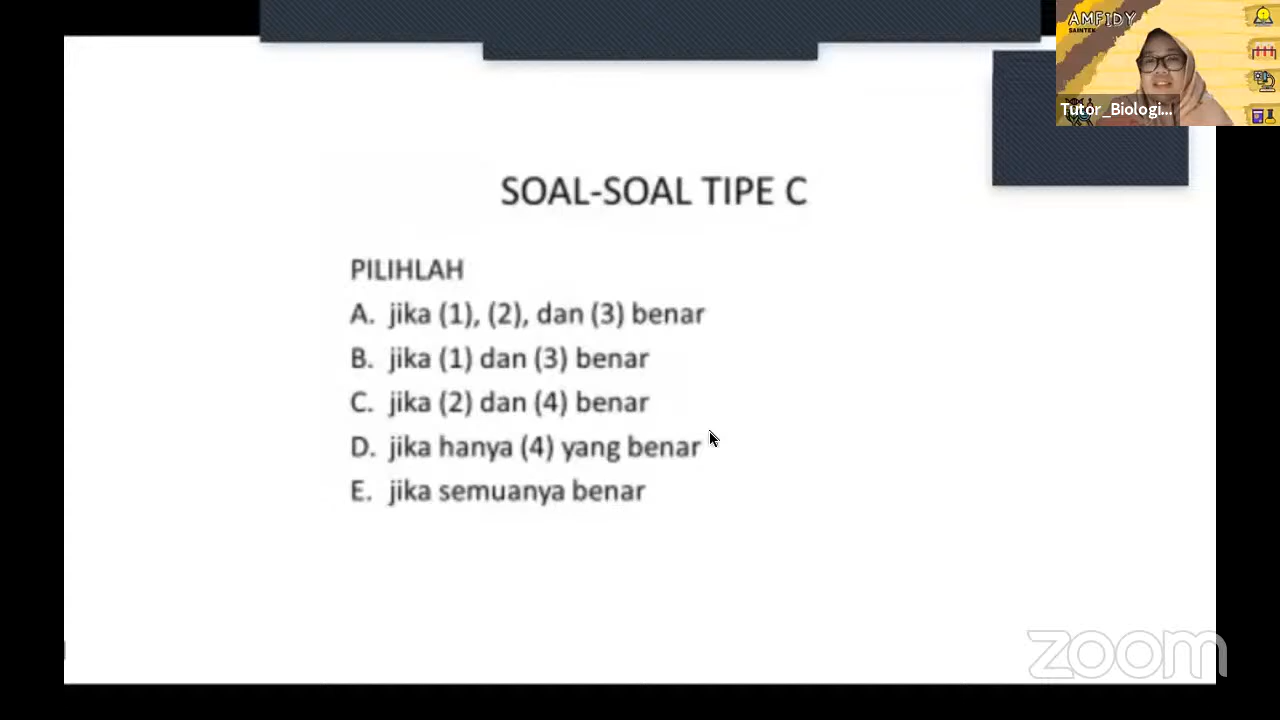 AMFIDY
SAINTEK
Tutor_Biologi...
SOAL-SOAL TIPE C
PILIHLAH
A. jika (1), (2), dan (3) benar
B. jika (1) dan (3) benar
C. jika (2) dan (4) benar
D. jika hanya (4) yang benar
E. jika semuanya benar
zoom